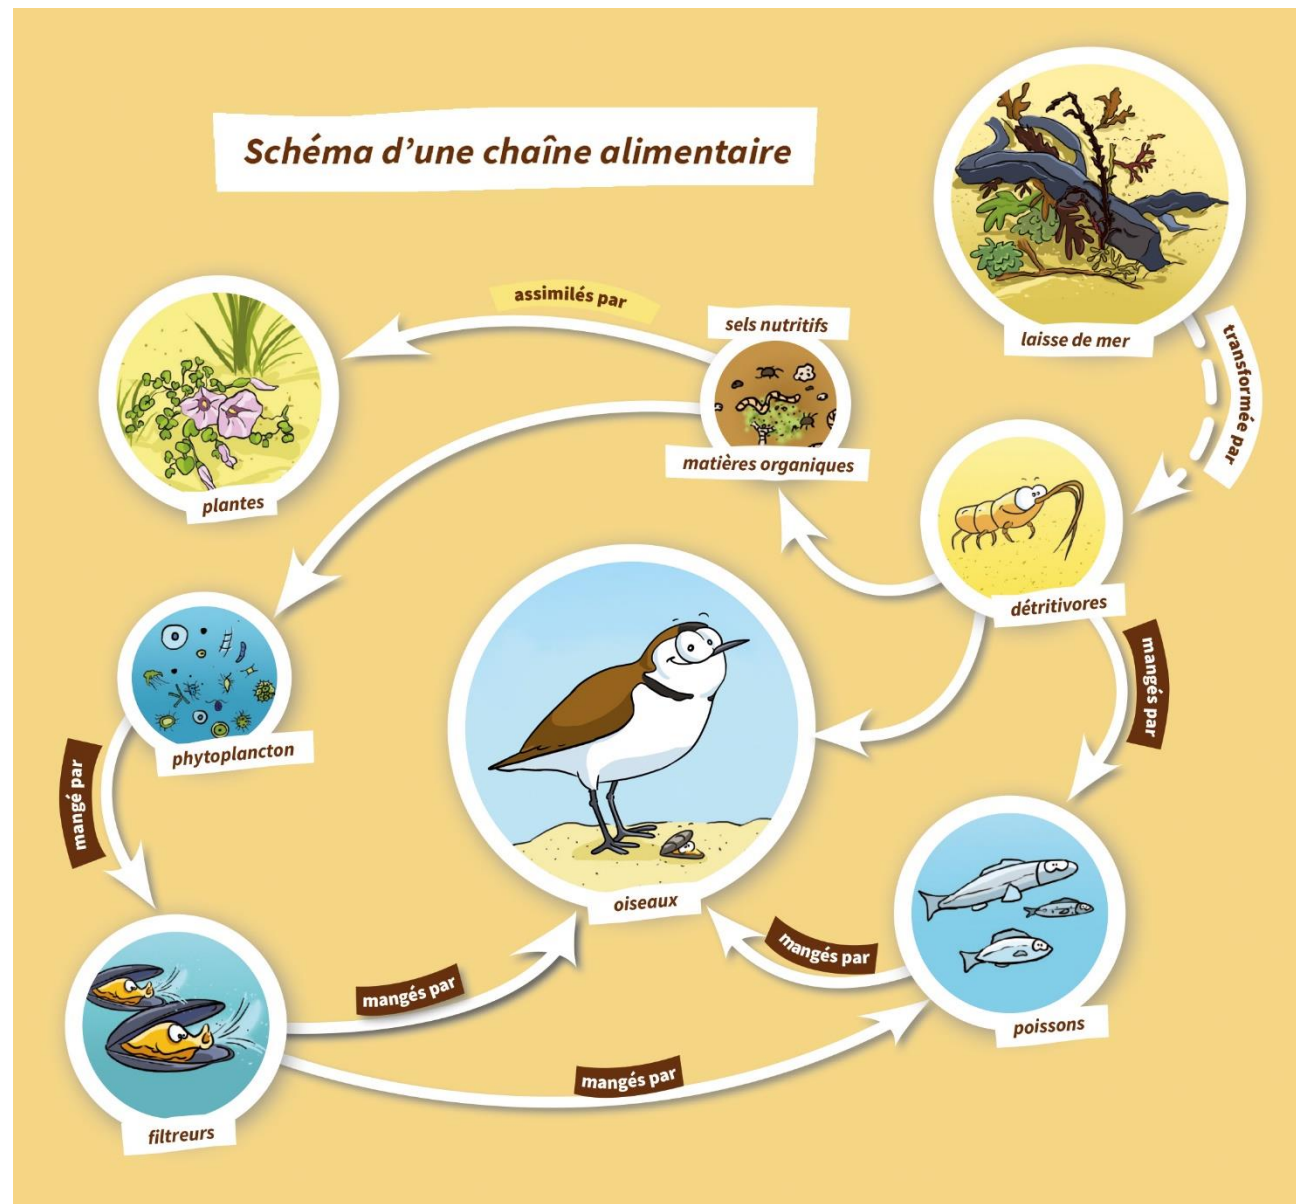 Schéma d’une chaîne alimentaire
laisse de mer
transformée par
assimilés par
sels nutritifs
matières organiques
plantes
détritivores
mangés par
phytoplancton
mangé par
oiseaux
mangés par
mangés par
poissons
mangés par
filtreurs